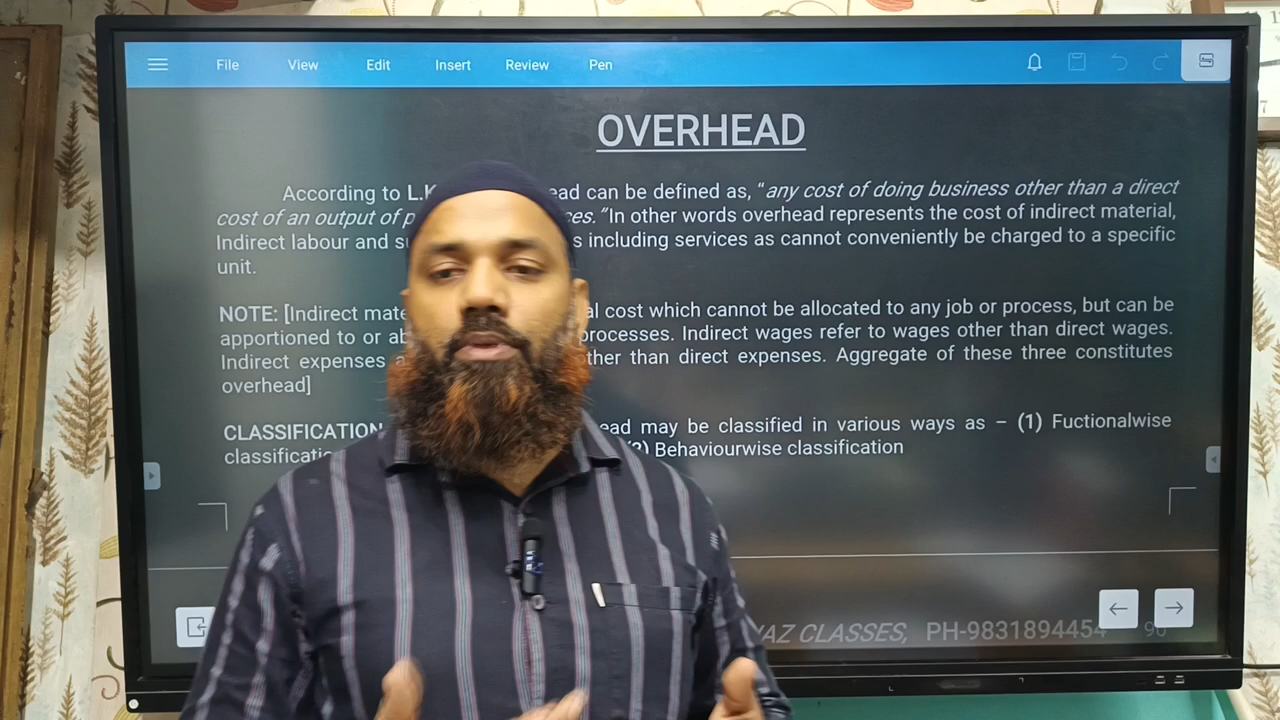 File View Edit Insert Review Pen
OVERHEAD
According to L.K ead can be defined as, “any cost of doing business other than a direct
cost of an output of p ces.”In other words overhead represents the cost of indirect material,
Indirect labour and s including services as cannot conveniently be charged to a specific
unit.
NOTE: [Indirect mate al cost which cannot be allocated to any job or process, but can be
apportioned to or ab processes. Indirect wages refer to wages other than direct wages.
Indirect expenses a ther than direct expenses. Aggregate of these three constitutes
overhead]
CLASSIFICATION ead may be classified in various ways as – (1) Fuctionalwise
classificatio Behaviourwise classification
AZ CLASSES, PH-9831894454 90